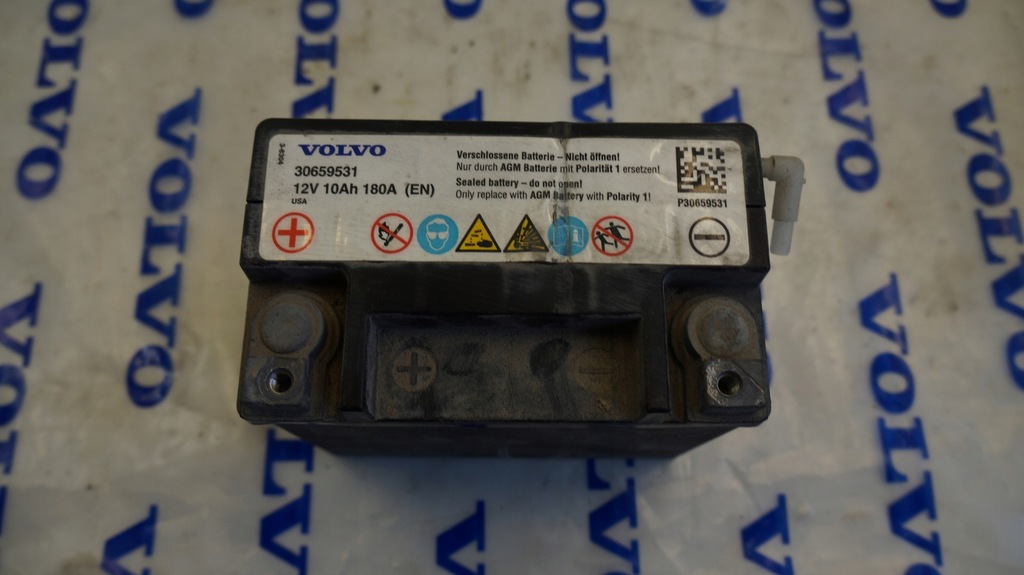 VOLVO
30659531
12V 10Ah 180A (EN)
USA
Verschlossene Batterie – Nicht öffnen!
Nur durch AGM Batterie mit Polarität 1 ersetzen!
Sealed battery – do not open!
Only replace with AGM Battery with Polarity 1!
P30659531
VOLVO
VOLVO
VOLVO
VOLVO
VOLVO